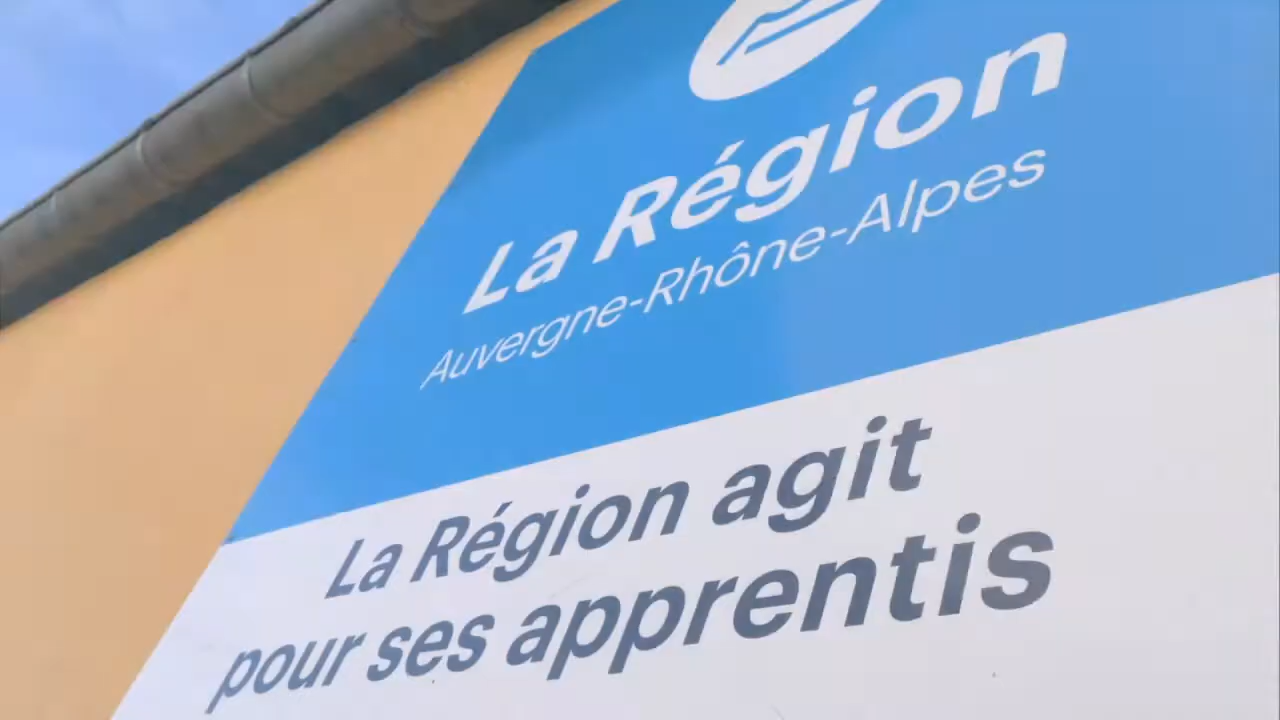 La Région
Auvergne-Rhône-Alpes
La Région agit
pour ses apprentis